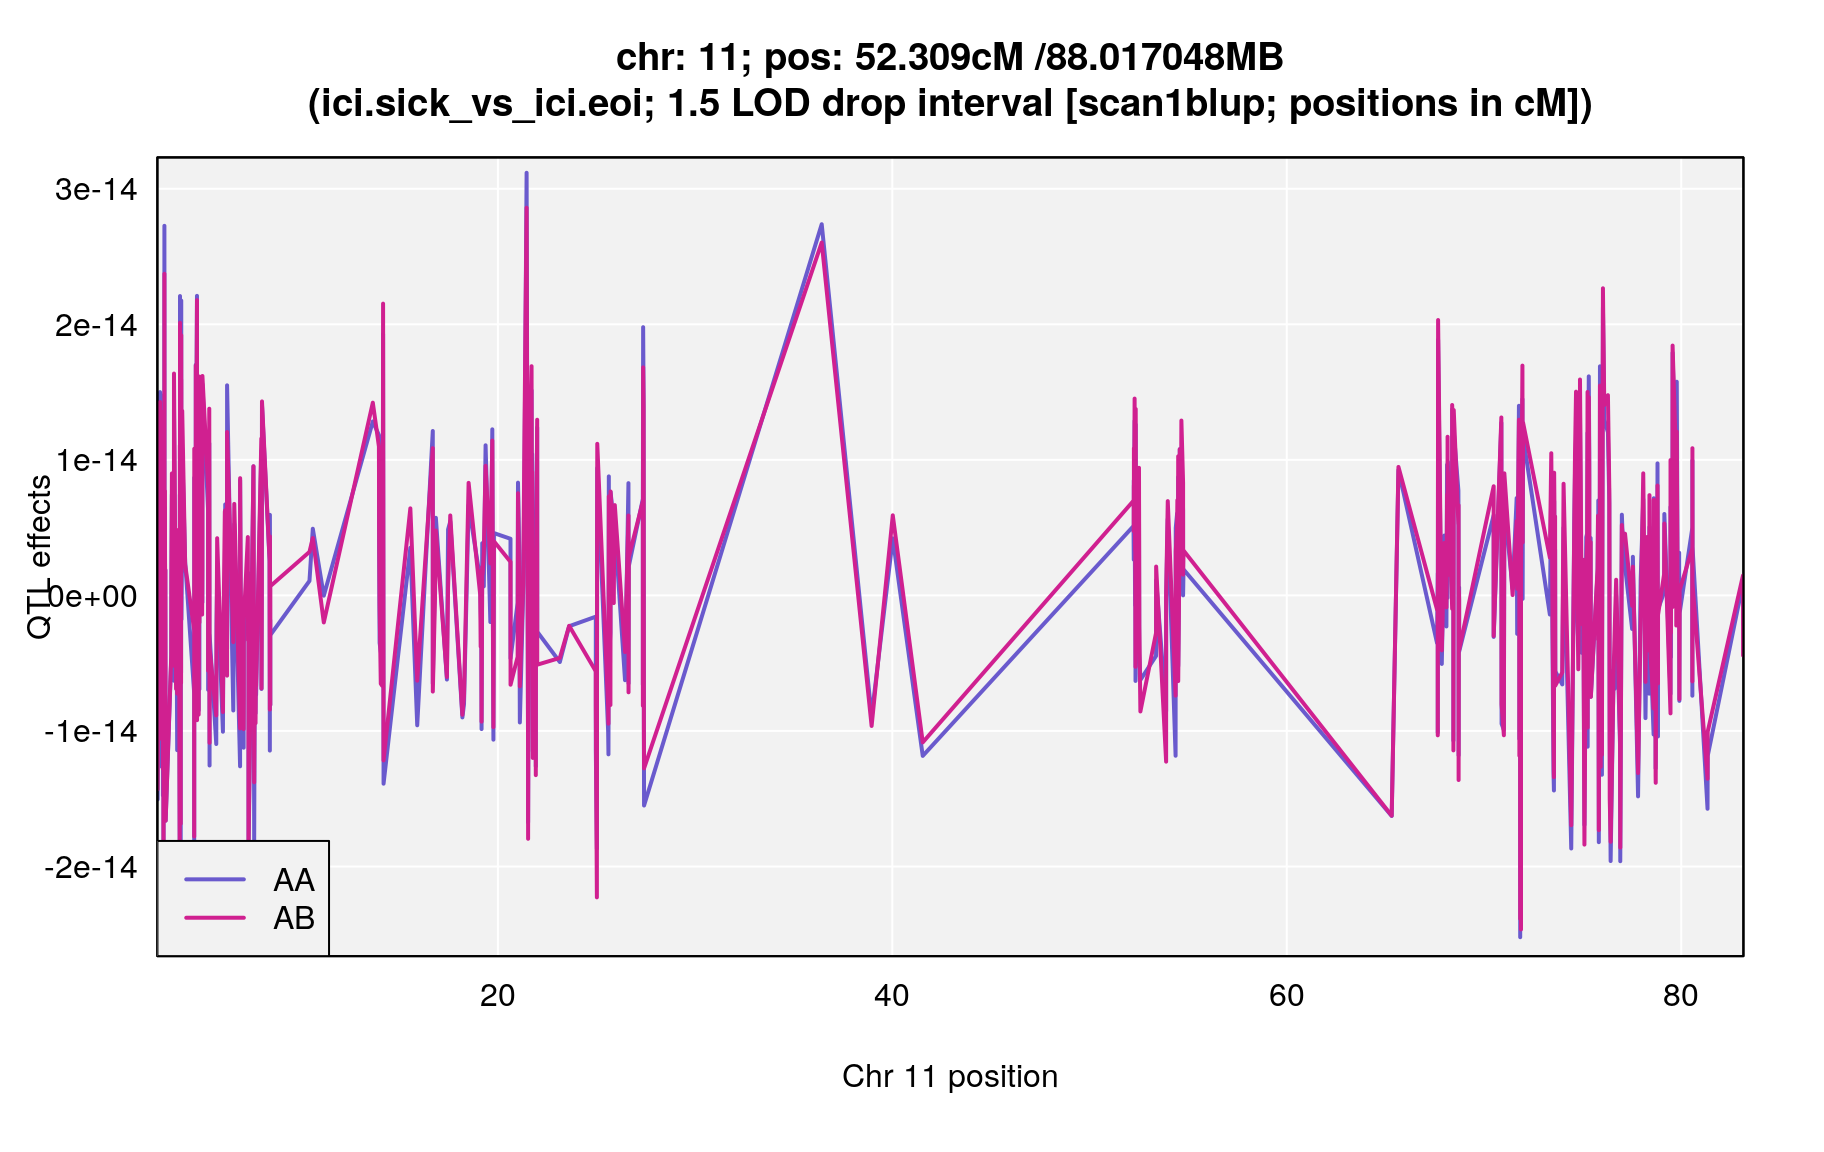 chr: 11; pos: 52.309cM /88.017048MB
(ici.sick_vs_ici.eoi; 1.5 LOD drop interval [scan1blup; positions in cM])
QTL effects
3e-14
2e-14
1e-14
0e+00
-1e-14
-2e-14
AA
AB
20
40
60
80
Chr 11 position